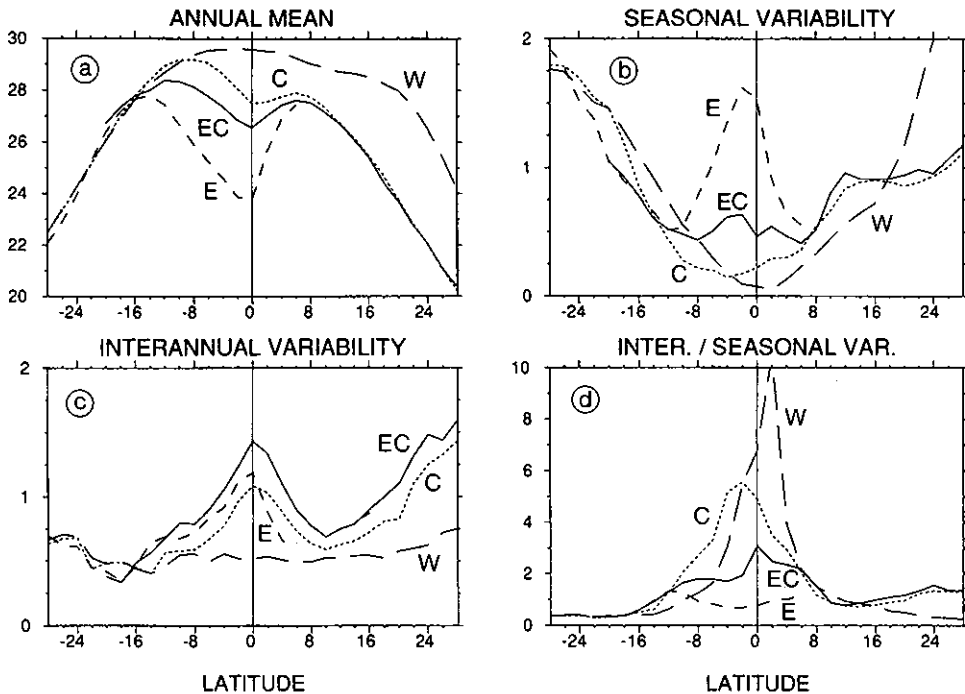 ANNUAL MEAN
SEASONAL VARIABILITY
30
28
26
24
22
20
a
C
W
EC
E
-24 -16 -8 0 8 16 24
2
1
0
b
E
EC
C
W
-24 -16 -8 0 8 16 24
INTERANNUAL VARIABILITY
INTER. / SEASONAL VAR.
2
1
0
c
EC
C
E
W
-24 -16 -8 0 8 16 24
10
8
6
4
2
0
d
W
C
EC
E
-24 -16 -8 0 8 16 24
LATITUDE
LATITUDE